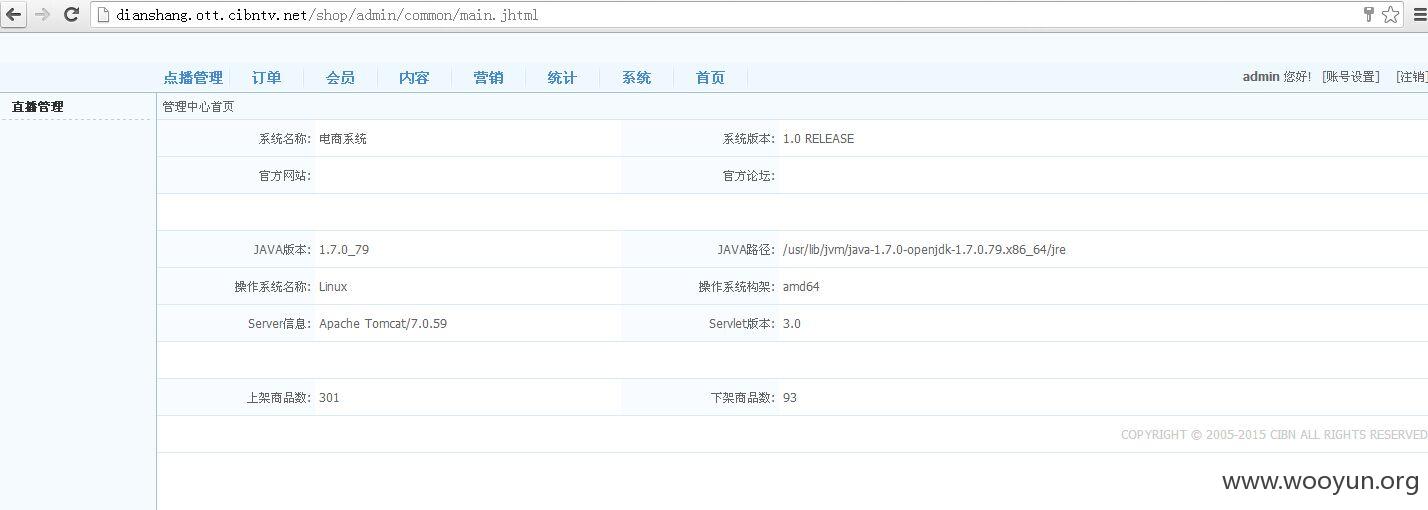 dianshang.ott.cibntv.net/shop/admin/common/main.jhtml
点播管理 订单 会员 内容 营销 统计 系统 首页 admin 您好! [账号设置] [注销]
直播管理 管理中心首页
系统名称: 电商系统 系统版本: 1.0 RELEASE
官方网站: 官方论坛:
JAVA版本: 1.7.0_79 JAVA路径: /usr/lib/jvm/java-1.7.0-openjdk-1.7.0.79.x86_64/jre
操作系统名称: Linux 操作系统构架: amd64
Server信息: Apache Tomcat/7.0.59 Servlet版本: 3.0
上架商品数: 301 下架商品数: 93
COPYRIGHT © 2005-2015 CIBN ALL RIGHTS RESERVED
www.wooyun.org